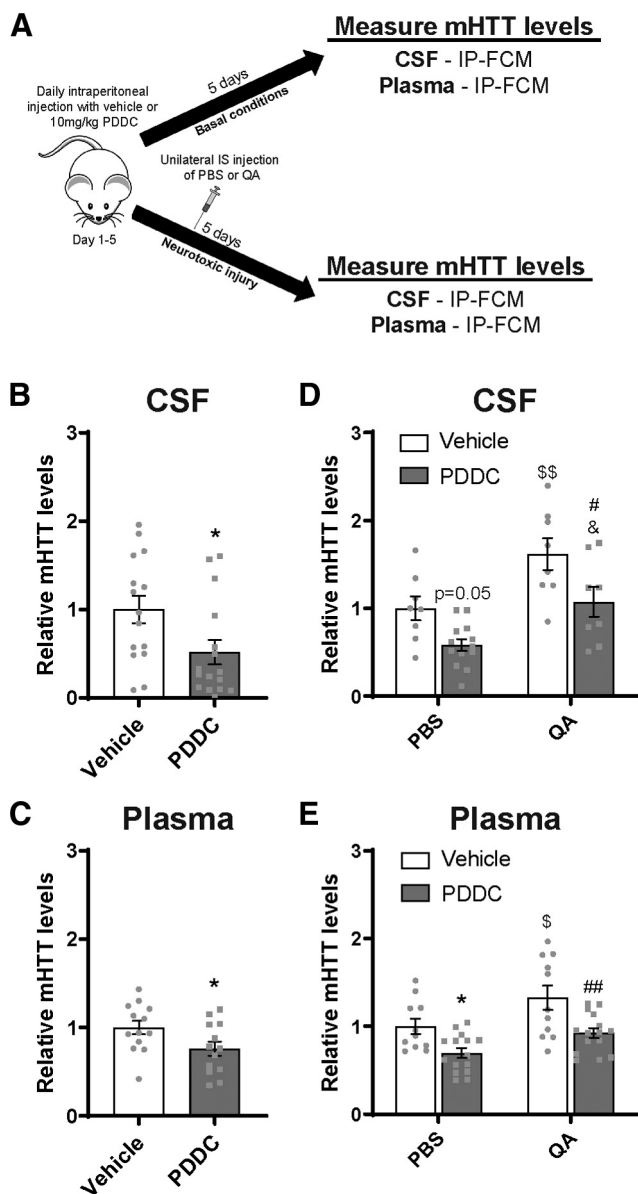 A
Daily intraperitoneal
injection with vehicle or
10mg/kg PDDC
Day 1-5
5 days
Basal conditions
Measure mHTT levels
CSF - IP-FCM
Plasma - IP-FCM
Unilateral IS injection
of PBS or QA
5 days
Neurotoxic injury
Measure mHTT levels
CSF - IP-FCM
Plasma - IP-FCM
B
CSF
Relative mHTT levels
3
2
1
0
*
Vehicle
PDDC
D
CSF
Relative mHTT levels
3
2
1
0
Vehicle
PDDC
p=0.05
$$
#
&
PBS
QA
C
Plasma
Relative mHTT levels
3
2
1
0
*
Vehicle
PDDC
E
Plasma
Relative mHTT levels
3
2
1
0
Vehicle
PDDC
*
$
##
PBS
QA